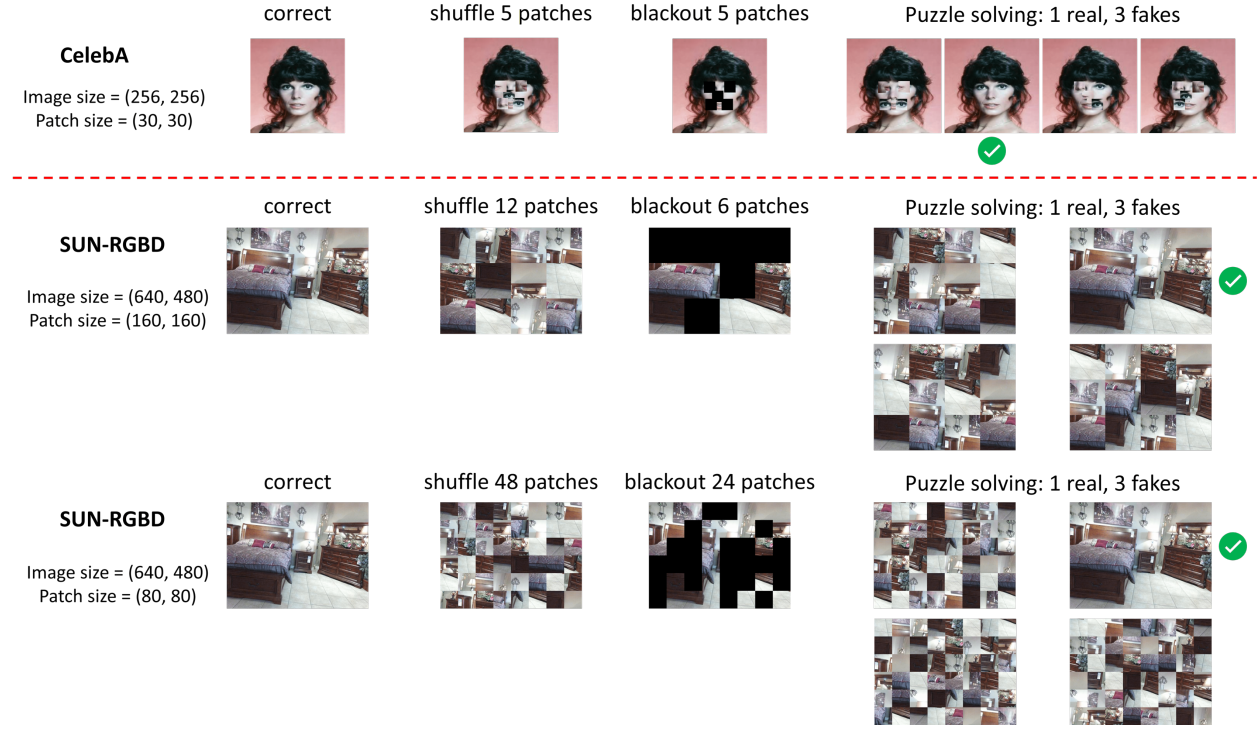 correct
shuffle 5 patches
blackout 5 patches
Puzzle solving: 1 real, 3 fakes
CelebA
Image size = (256, 256)
Patch size = (30, 30)
correct
shuffle 12 patches
blackout 6 patches
Puzzle solving: 1 real, 3 fakes
SUN-RGBD
Image size = (640, 480)
Patch size = (160, 160)
correct
shuffle 48 patches
blackout 24 patches
Puzzle solving: 1 real, 3 fakes
SUN-RGBD
Image size = (640, 480)
Patch size = (80, 80)